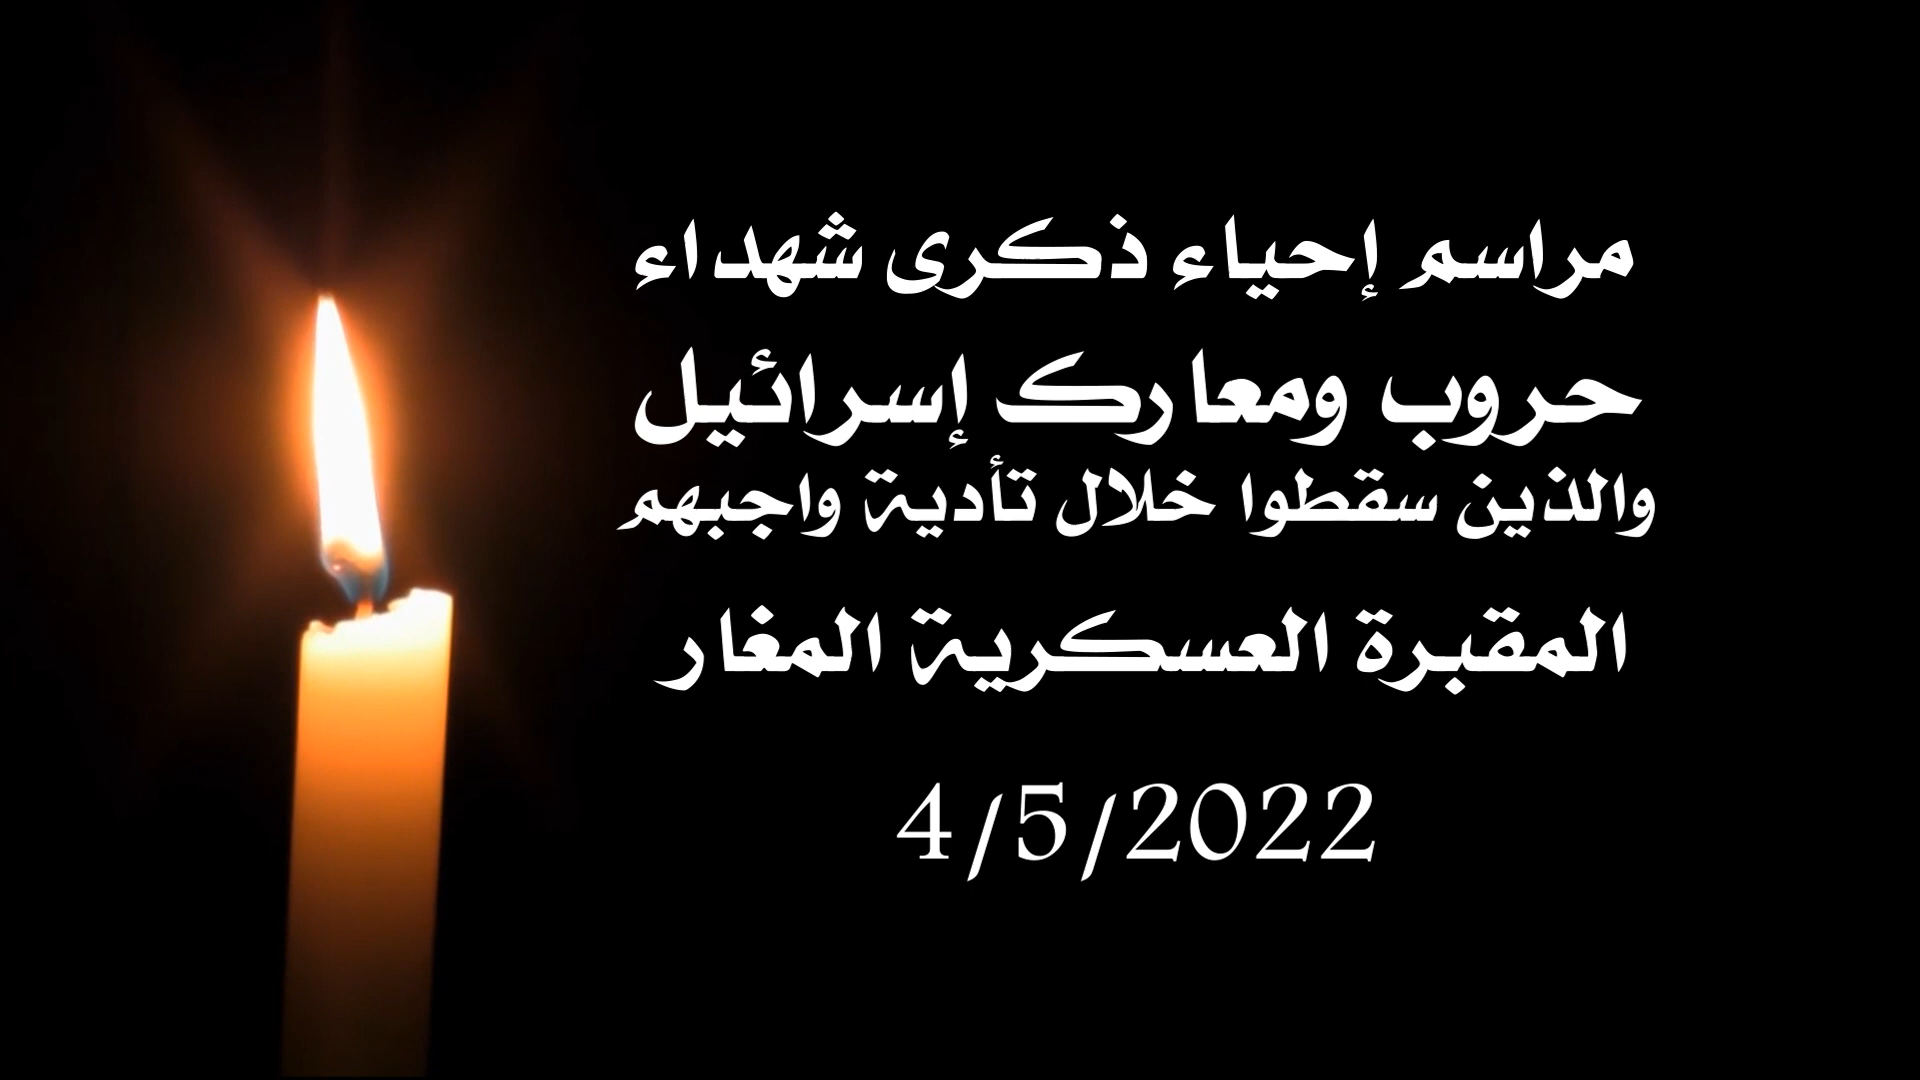 مراسم إحياء ذكرى شهداء
حروب ومعارك إسرائيل
والذين سقطوا خلال تأدية واجبهم
المقبرة العسكرية المغار
4/5/2022